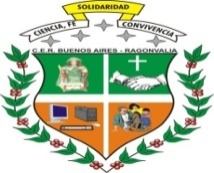 SOLIDARIDAD
CIENCIA, FE
CONVIVENCIA
C.E.R. BUENOS AIRES - RAGONVALIA